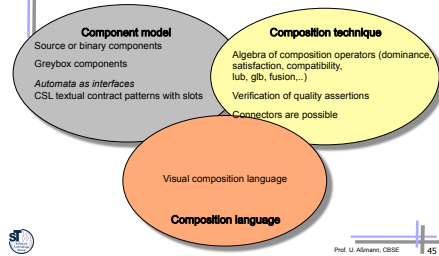 Component model
Source or binary components
Greybox components
Automata as interfaces
CSL textual contract patterns with slots
Composition technique
Algebra of composition operators (dominance,
satisfaction, compatibility,
lub, glb, fusion,..)
Verification of quality assertions
Connectors are possible
Visual composition language
Composition language
ST
Prof. U. Aßmann, CBSE
45